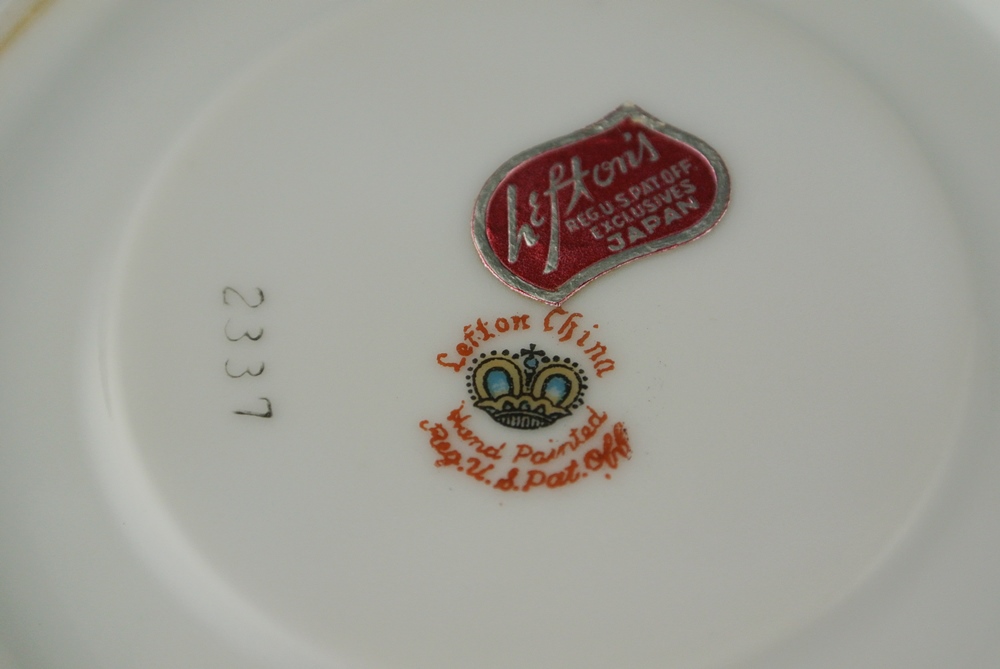 Lefton's
REG. U.S. PAT. OFF.
EXCLUSIVES
JAPAN
Lefton China
Hand Painted
Reg. U.S. Pat. Off.
2337